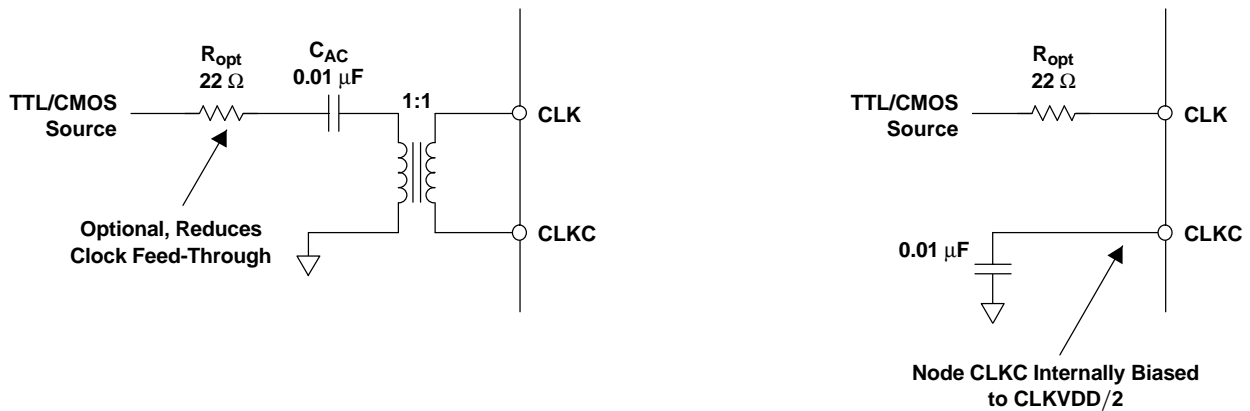 R_opt
22 Ω
C_AC
0.01 μF
TTL/CMOS
Source
1:1
CLK
CLKC
Optional, Reduces
Clock Feed-Through
R_opt
22 Ω
TTL/CMOS
Source
CLK
CLKC
0.01 μF
Node CLKC Internally Biased
to CLKVDD/2